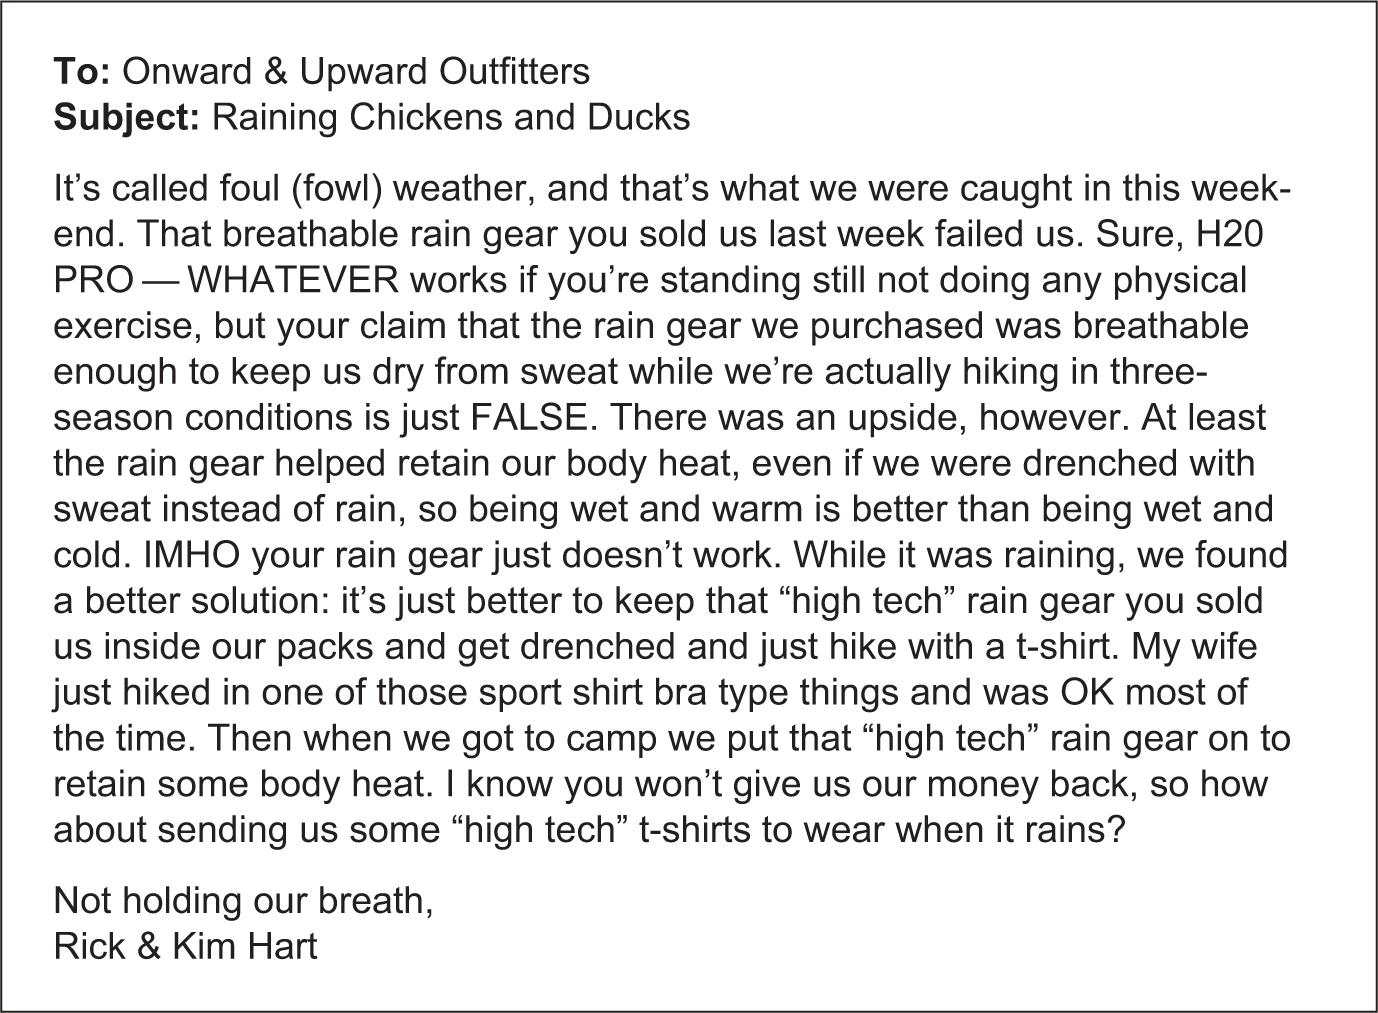 To: Onward & Upward Outfitters
Subject: Raining Chickens and Ducks
It’s called foul (fowl) weather, and that’s what we were caught in this week-
end. That breathable rain gear you sold us last week failed us. Sure, H20
PRO — WHATEVER works if you’re standing still not doing any physical
exercise, but your claim that the rain gear we purchased was breathable
enough to keep us dry from sweat while we’re actually hiking in three-
season conditions is just FALSE. There was an upside, however. At least
the rain gear helped retain our body heat, even if we were drenched with
sweat instead of rain, so being wet and warm is better than being wet and
cold. IMHO your rain gear just doesn’t work. While it was raining, we found
a better solution: it’s just better to keep that “high tech” rain gear you sold
us inside our packs and get drenched and just hike with a t-shirt. My wife
just hiked in one of those sport shirt bra type things and was OK most of
the time. Then when we got to camp we put that “high tech” rain gear on to
retain some body heat. I know you won’t give us our money back, so how
about sending us some “high tech” t-shirts to wear when it rains?
Not holding our breath,
Rick & Kim Hart